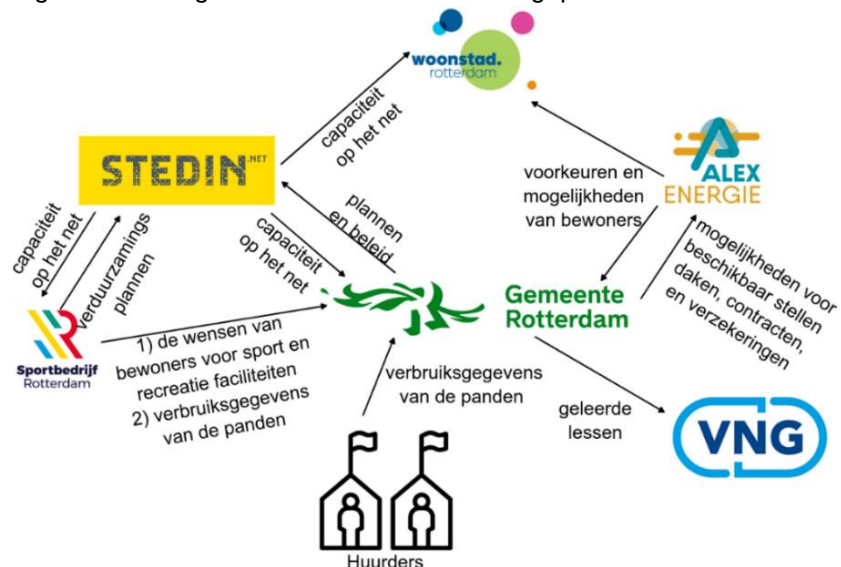 woonstad.
rotterdam
capaciteit
op het net
STEDIN.NET
ALEX
ENERGIE
voorkeuren en
mogelijkheden
van bewoners
plannen
en beleid
capaciteit
op het net
capaciteit
op het net
verduurzamings
plannen
mogelijkheden voor
beschikbaar stellen
daken, contracten,
en verzekeringen
Gemeente
Rotterdam
Sportbedrijf
Rotterdam
1) de wensen van
bewoners voor sport en
recreatie faciliteiten
2) verbruiksgegevens
van de panden
verbruiksgegevens
van de panden
geleerde
lessen
VNG
Huurders